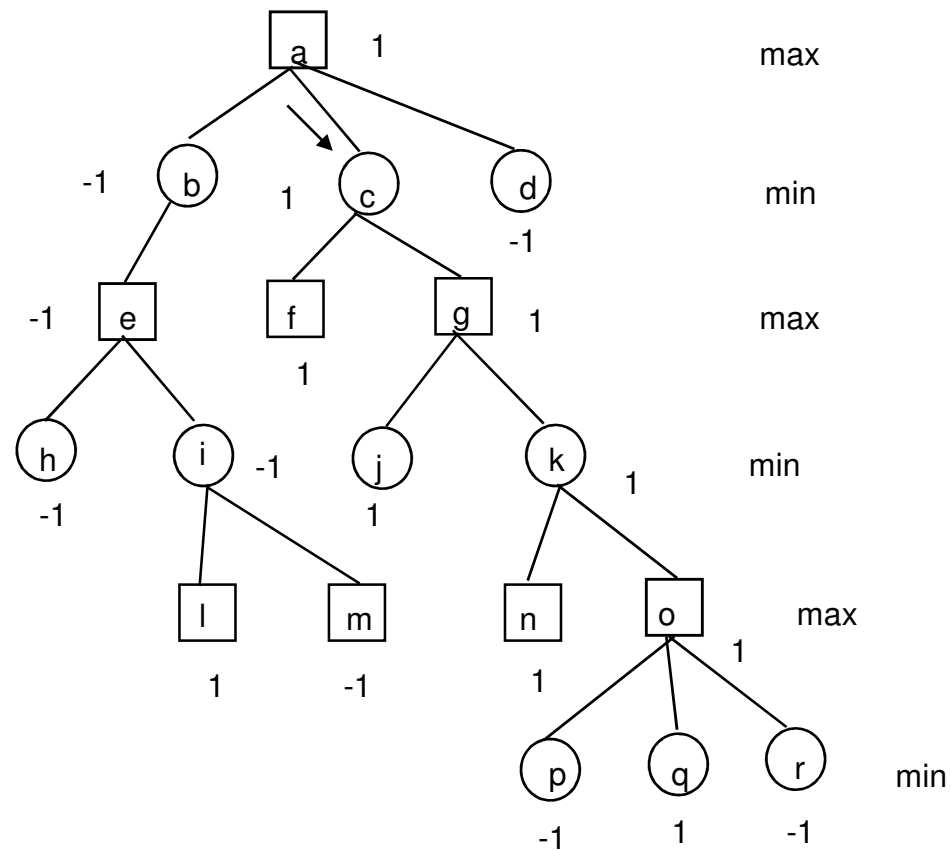 a 1 max
-1 b 1 c d min
-1
-1 e f g 1 max
1
h i -1 j k min
-1 1 1
l m n o max
1 -1 1 1
p q r min
-1 1 -1